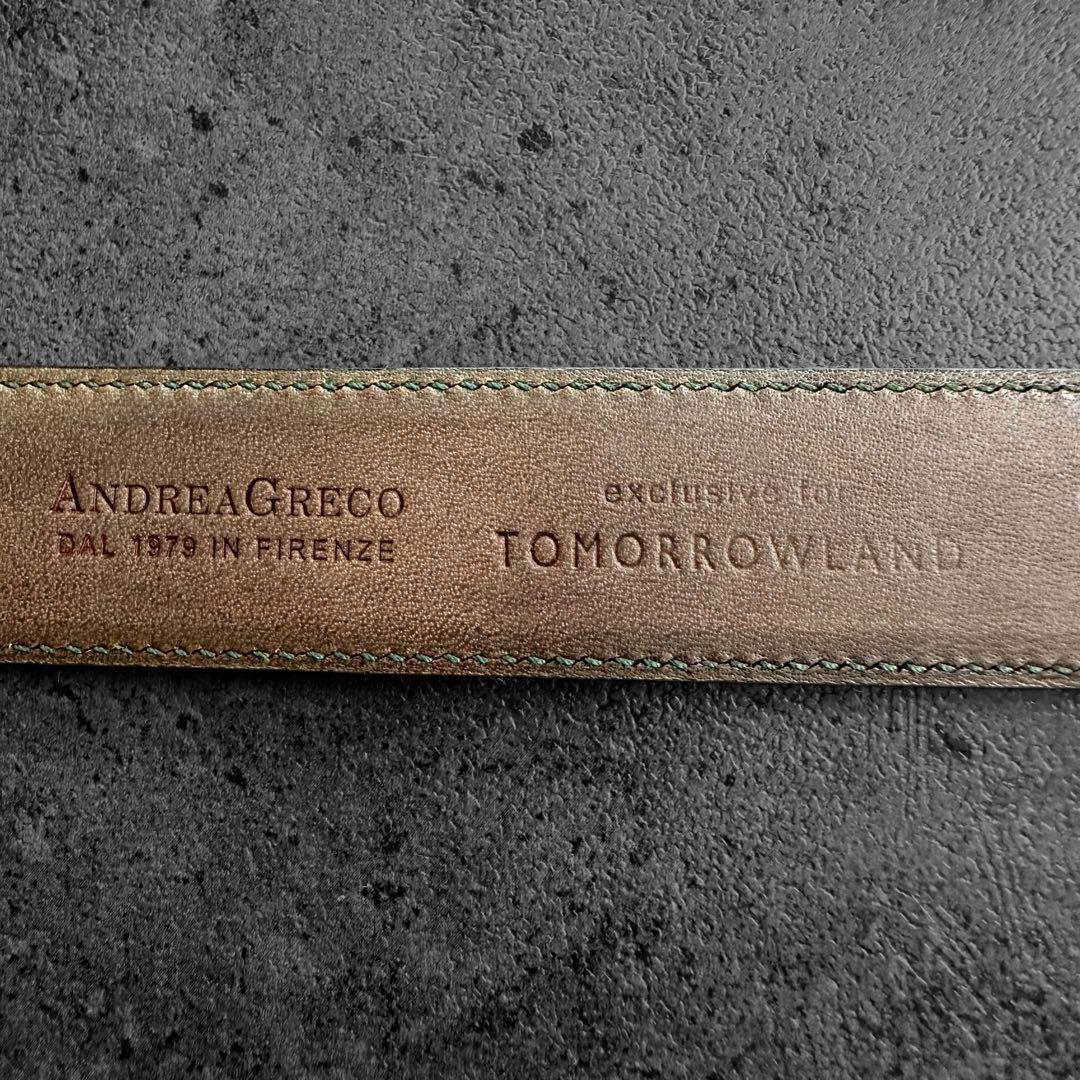 ANDREAGRECO
DAL 1979 IN FIRENZE
exclusive for
TOMORROWLAND